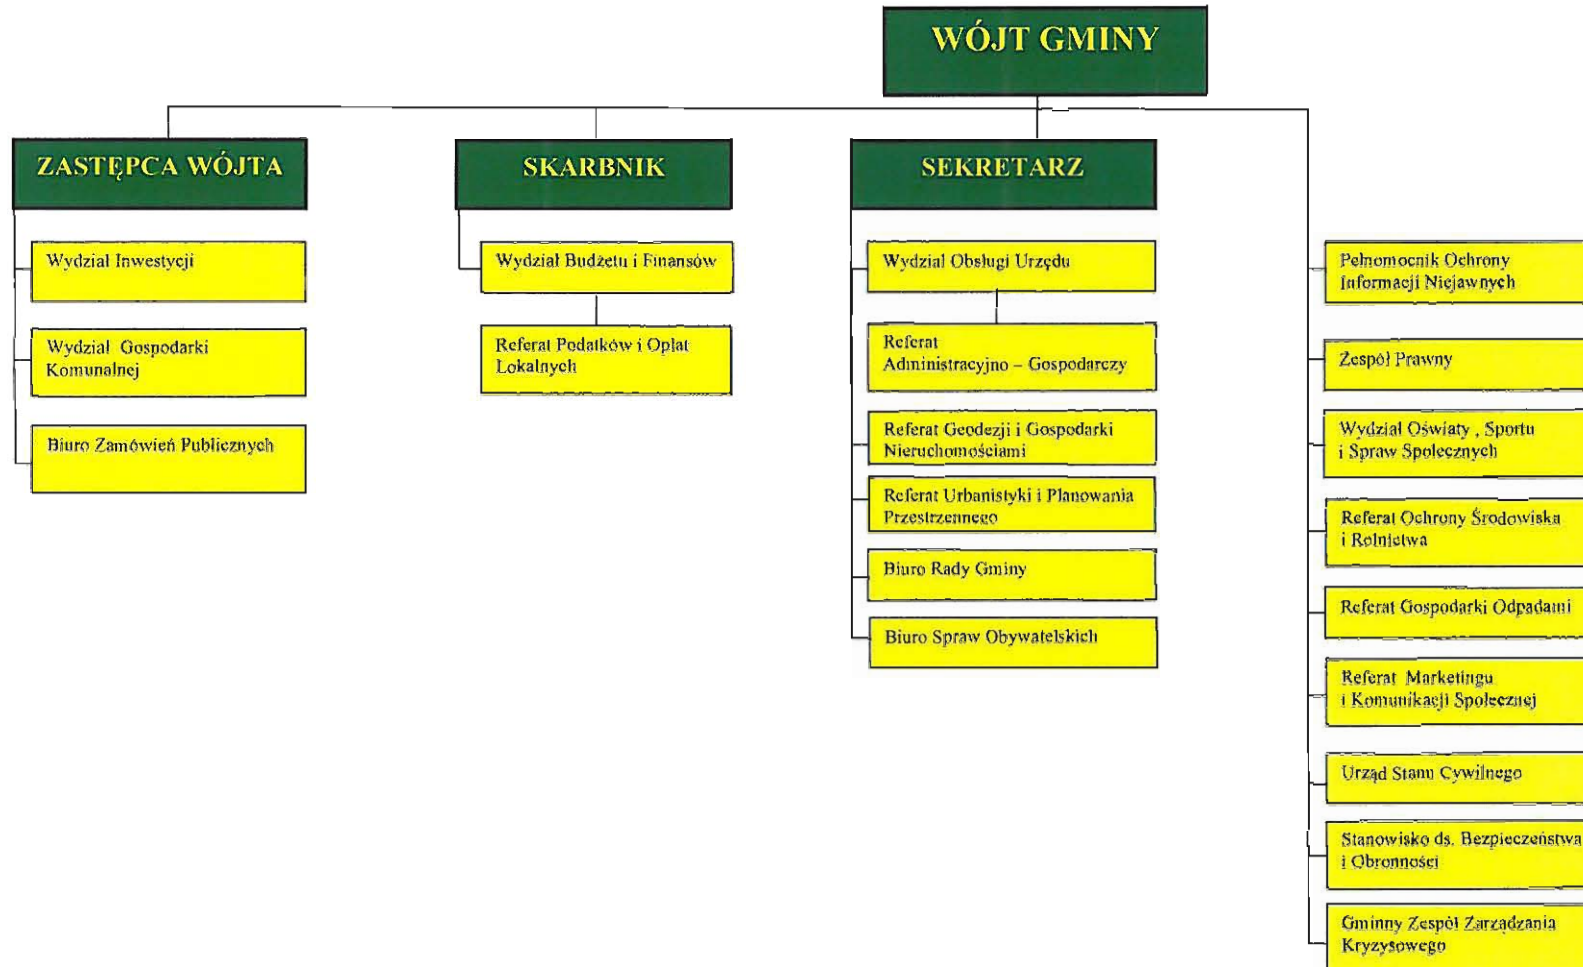 WÓJT GMINY
ZASTĘPCA WÓJTA
Wydział Inwestycji
Wydział Gospodarki
Komunalnej
Biuro Zamówień Publicznych
SKARBNIK
Wydział Budżetu i Finansów
Referat Podatków i Opłat
Lokalnych
SEKRETARZ
Wydział Obsługi Urzędu
Referat
Administracyjno – Gospodarczy
Referat Geodezji i Gospodarki
Nieruchomościami
Referat Urbanistyki i Planowania
Przestrzennego
Biuro Rady Gminy
Biuro Spraw Obywatelskich
Pełnomocnik Ochrony
Informacji Niejawnych
Zespół Prawny
Wydział Oświaty , Sportu
i Spraw Społecznych
Referat Ochrony Środowiska
i Rolnictwa
Referat Gospodarki Odpadami
Referat Marketingu
i Komunikacji Społecznej
Urząd Stanu Cywilnego
Stanowisko ds. Bezpieczeństwa
i Obronności
Gminny Zespół Zarządzania
Kryzysowego